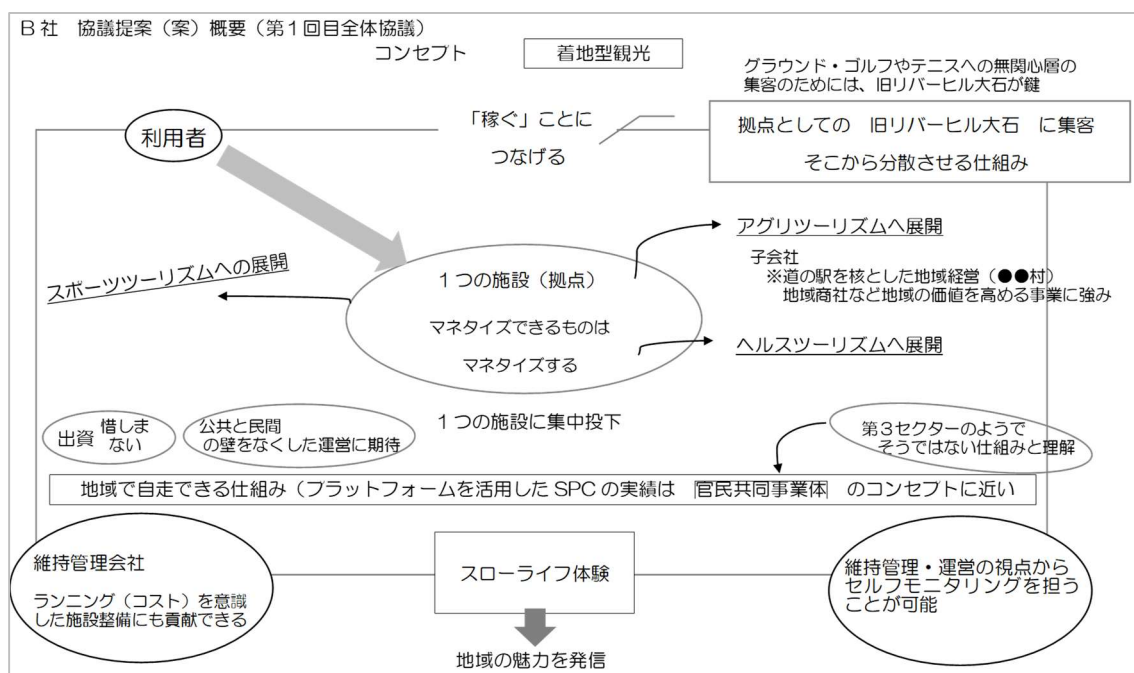 B社　協議提案（案）概要（第１回目全体協議）
コンセプト
着地型観光
グラウンド・ゴルフやテニスへの無関心層の
集客のためには、旧リバーヒル大石が鍵
利用者
「稼ぐ」ことに
つなげる
拠点としての　旧リバーヒル大石　に集客
そこから分散させる仕組み
アグリツーリズムへ展開
子会社
※道の駅を核とした地域経営（●●村）
地域商社など地域の価値を高める事業に強み
スポーツツーリズムへの展開
１つの施設（拠点）
マネタイズできるものは
マネタイズする
ヘルスツーリズムへ展開
１つの施設に集中投下
出資　惜しま
ない
公共と民間
の壁をなくした運営に期待
第３セクターのようで
そうではない仕組みと理解
地域で自走できる仕組み（プラットフォームを活用したSPCの実績は　官民共同事業体　のコンセプトに近い
維持管理会社
ランニング（コスト）を意識
した施設整備にも貢献できる
スローライフ体験
維持管理・運営の視点から
セルフモニタリングを担う
ことが可能
地域の魅力を発信